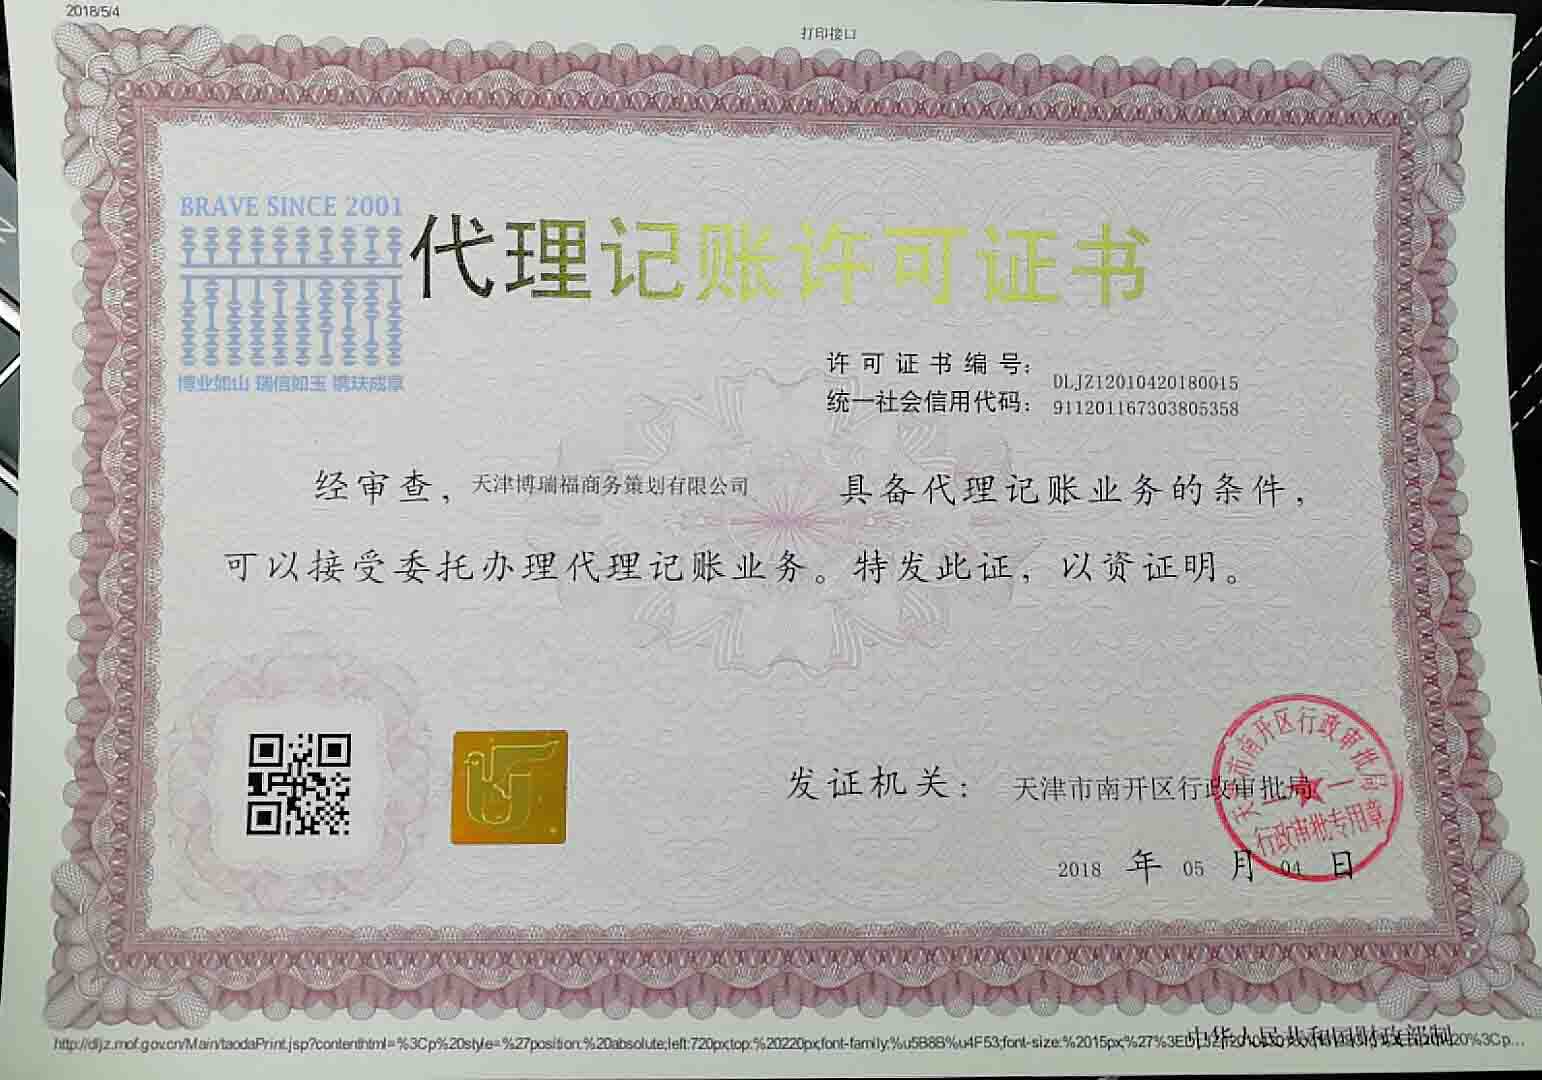 2018/5/4
打印接口
BRAVE SINCE 2001
代理记账许可证书
博业如山 瑞信如玉
许可证书编号：
DLJZ12010420180015
统一社会信用代码：
911201167303805358
经审查，天津博瑞福商务策划有限公司 具备代理记账业务的条件，
可以接受委托办理代理记账业务。特发此证，以资证明。
发证机关： 天津市南开区行政审批局
天津市南开区行政审批局
行政审批专用章
2018 年 05 月 04 日
中华人民共和国财政部制
http://dljz.mof.gov.cn/Main/taodaPrint.jsp?contenthtml=%3Cp%20style=%27position:%20absolute;left:720px;top:%20220px;font-family:%u5B8B%u4F53;font-size:%2015px;%27%3E